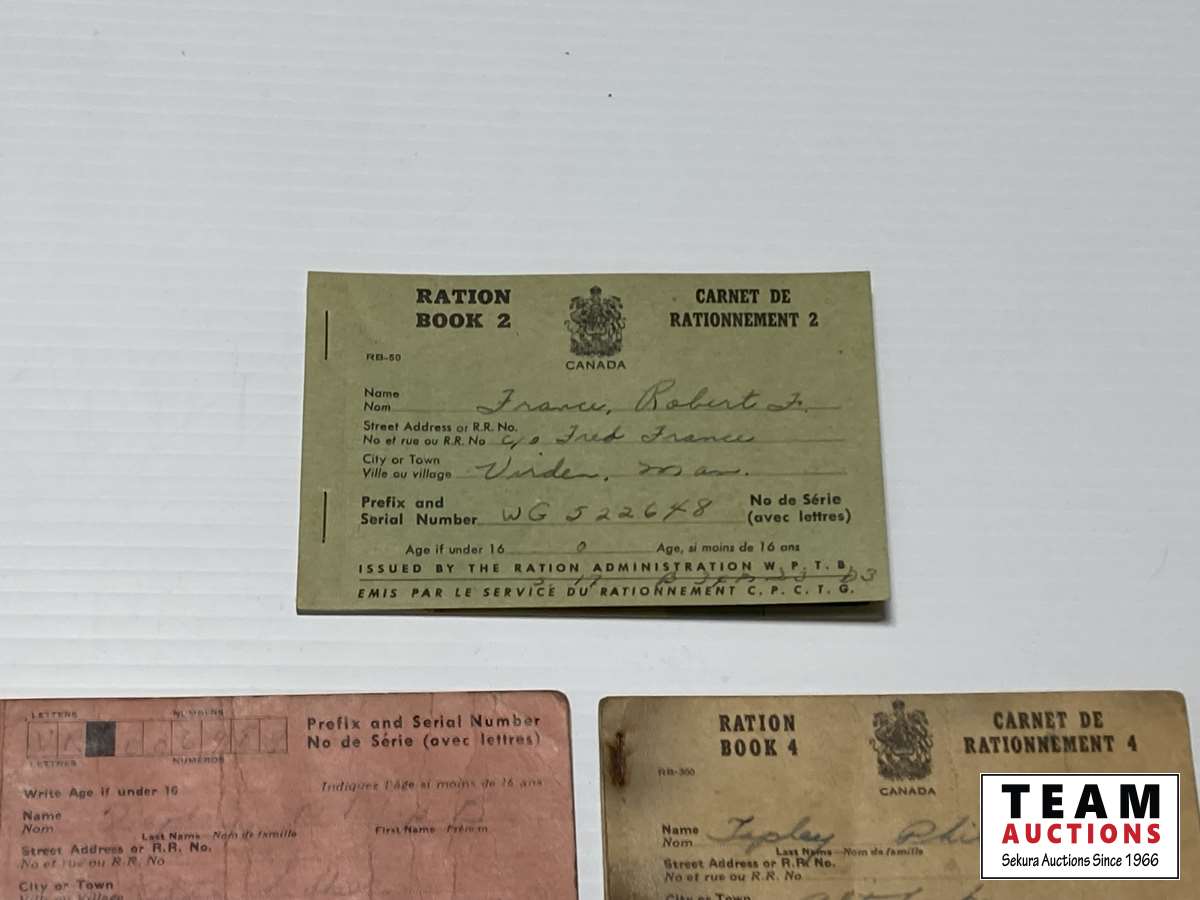 RATION BOOK 2
CARNET DE RATIONNEMENT 2
RB-50
CANADA
Name
Nom
France, Robert F.
Street Address or R.R. No.
No et rue ou R.R. No
c/o Fred France
City or Town
Ville ou village
Virden, Man.
Prefix and
Serial Number
WG 522648
No de Série
(avec lettres)
Age if under 16 0 Age, si moins de 16 ans
ISSUED BY THE RATION ADMINISTRATION W. P. T. B.
EMIS PAR LE SERVICE DU RATIONNEMENT C. P. C. T. G.
LETTERS NUMBERS
LETTRES NUMÉROS
Prefix and Serial Number
No de Série (avec lettres)
Write Age if under 16 Indiquez l'âge si moins de 16 ans
Name
Nom
Last Name Nom de famille First Name Prénom
Street Address or R.R. No.
No et rue ou R.R. No
City or Town
RATION BOOK 4
CARNET DE RATIONNEMENT 4
RB-300
CANADA
Name
Nom
Tapley
Last Name Nom de famille
Street Address or R.R. No.
No et rue ou R.R. No
City or Town
TEAM
AUCTIONS
Sekura Auctions Since 1966